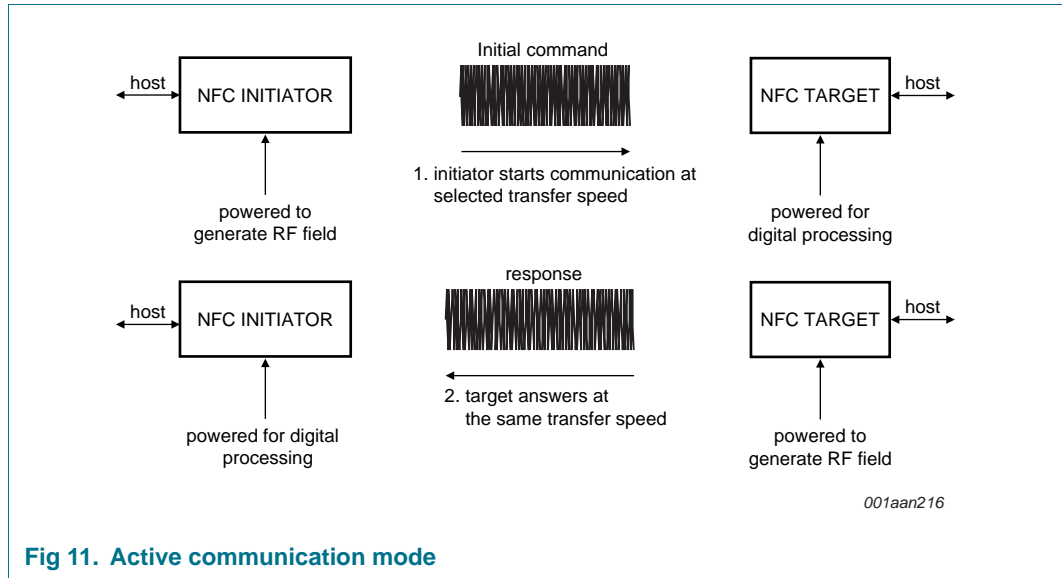 Initial command
host
NFC INITIATOR
NFC TARGET
host
1. initiator starts communication at
selected transfer speed
powered to
generate RF field
powered for
digital processing
response
host
NFC INITIATOR
NFC TARGET
host
2. target answers at
the same transfer speed
powered for digital
processing
powered to
generate RF field
001aan216
Fig 11. Active communication mode